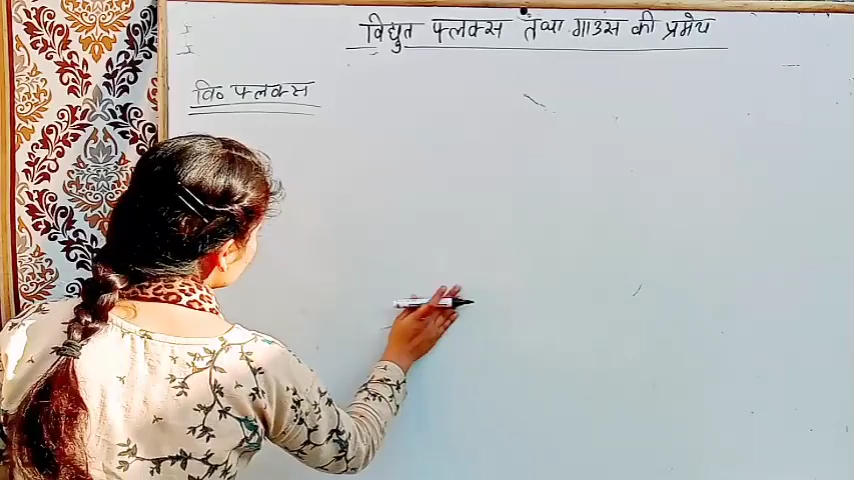 विद्युत फ्लक्स तथा गाउस की प्रमेय
वि० फ्लक्स